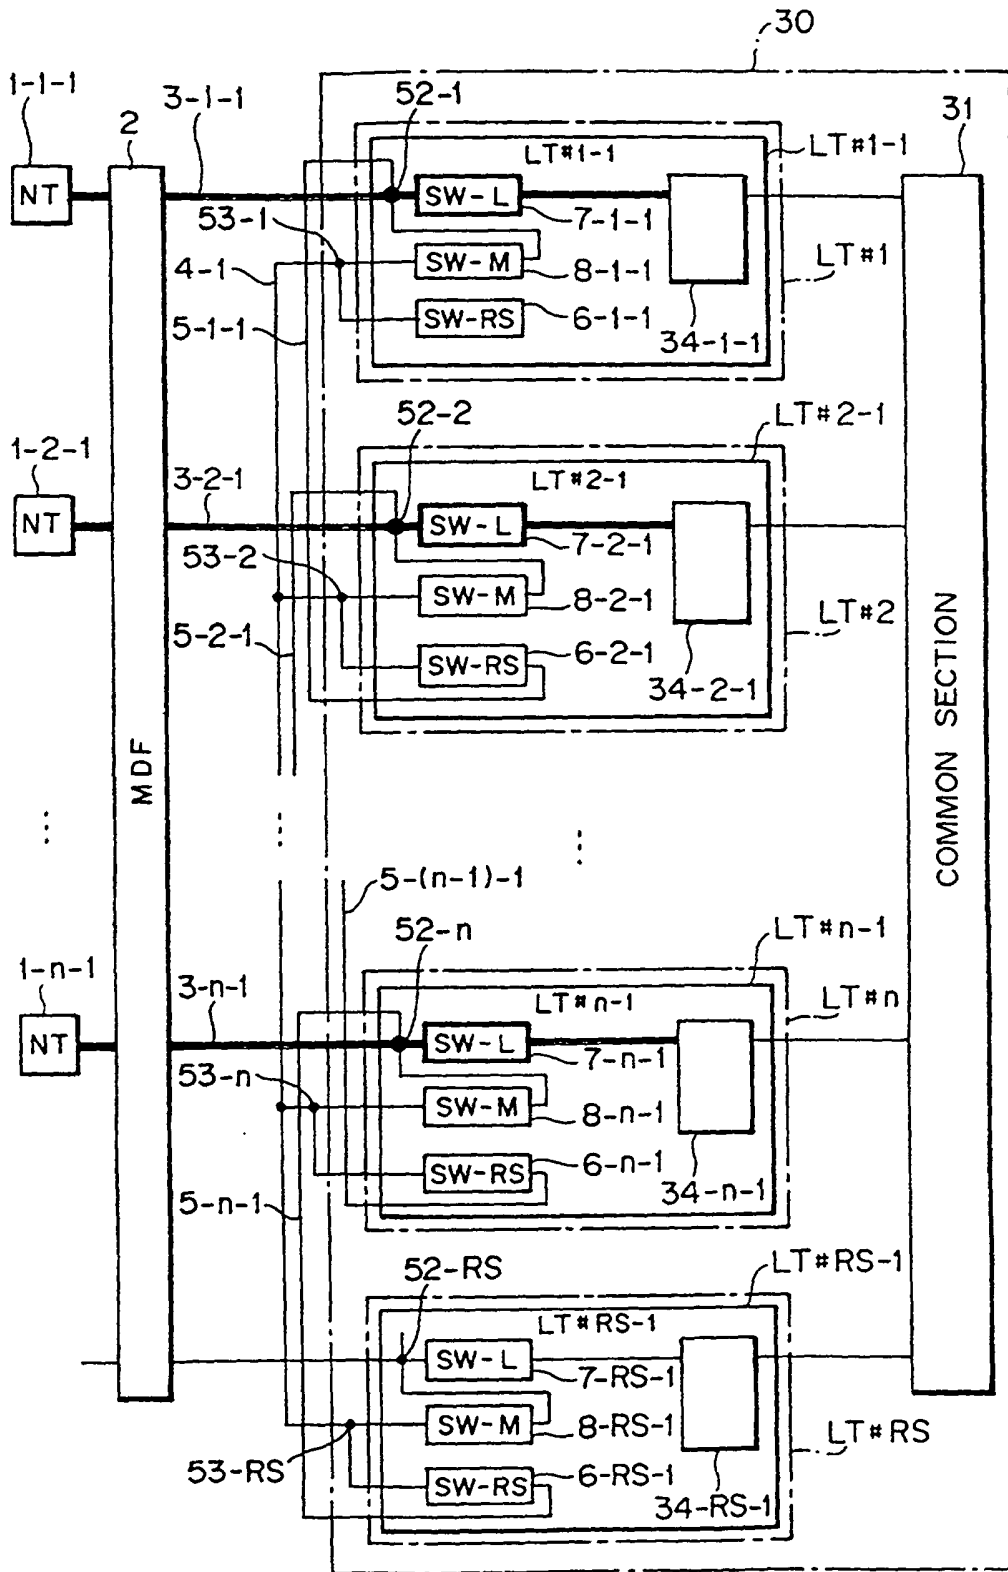 30
1-1-1
2
3-1-1
52-1
31
LT#1-1
LT#1-1
NT
SW-L
7-1-1
53-1
4-1
SW-M
8-1-1
LT#1
5-1-1
SW-RS
6-1-1
34-1-1
52-2
LT#2-1
1-2-1
3-2-1
LT#2-1
NT
SW-L
7-2-1
53-2
SW-M
8-2-1
LT#2
5-2-1
SW-RS
6-2-1
34-2-1
MDF
COMMON SECTION
5-(n-1)-1
52-n
LT#n-1
1-n-1
3-n-1
LT#n-1
LT#n
NT
SW-L
7-n-1
53-n
SW-M
8-n-1
SW-RS
6-n-1
5-n-1
34-n-1
52-RS
LT#RS-1
LT#RS-1
SW-L
7-RS-1
SW-M
8-RS-1
LT#RS
53-RS
SW-RS
6-RS-1
34-RS-1